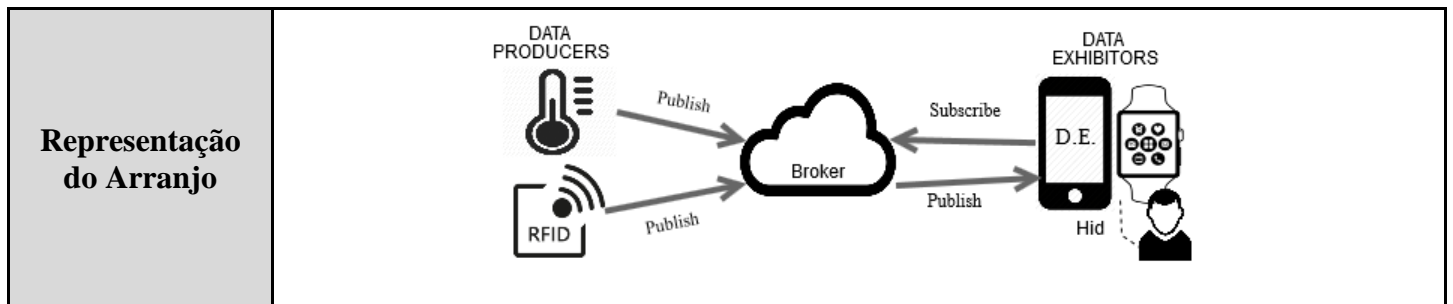 Representação
do Arranjo
DATA
PRODUCERS
Publish
RFID
Publish
Broker
Subscribe
Publish
DATA
EXHIBITORS
D.E.
Hid